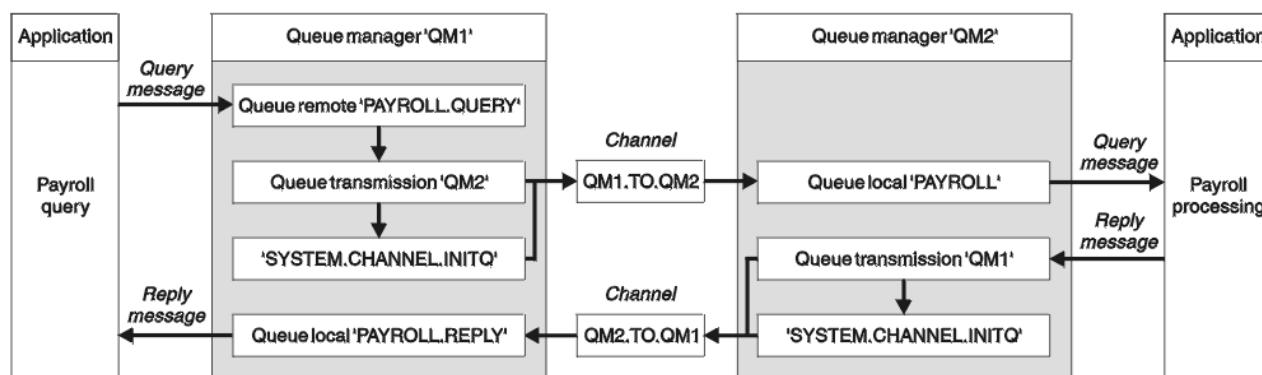 Application
Queue manager 'QM1'
Queue manager 'QM2'
Application
Query
message
Queue remote 'PAYROLL.QUERY'
Channel
Query
message
Payroll
query
Queue transmission 'QM2'
QM1.TO.QM2
Queue local 'PAYROLL'
Payroll
processing
Reply
message
'SYSTEM.CHANNEL.INITQ'
Queue transmission 'QM1'
Reply
message
Channel
Queue local 'PAYROLL.REPLY'
QM2.TO.QM1
'SYSTEM.CHANNEL.INITQ'